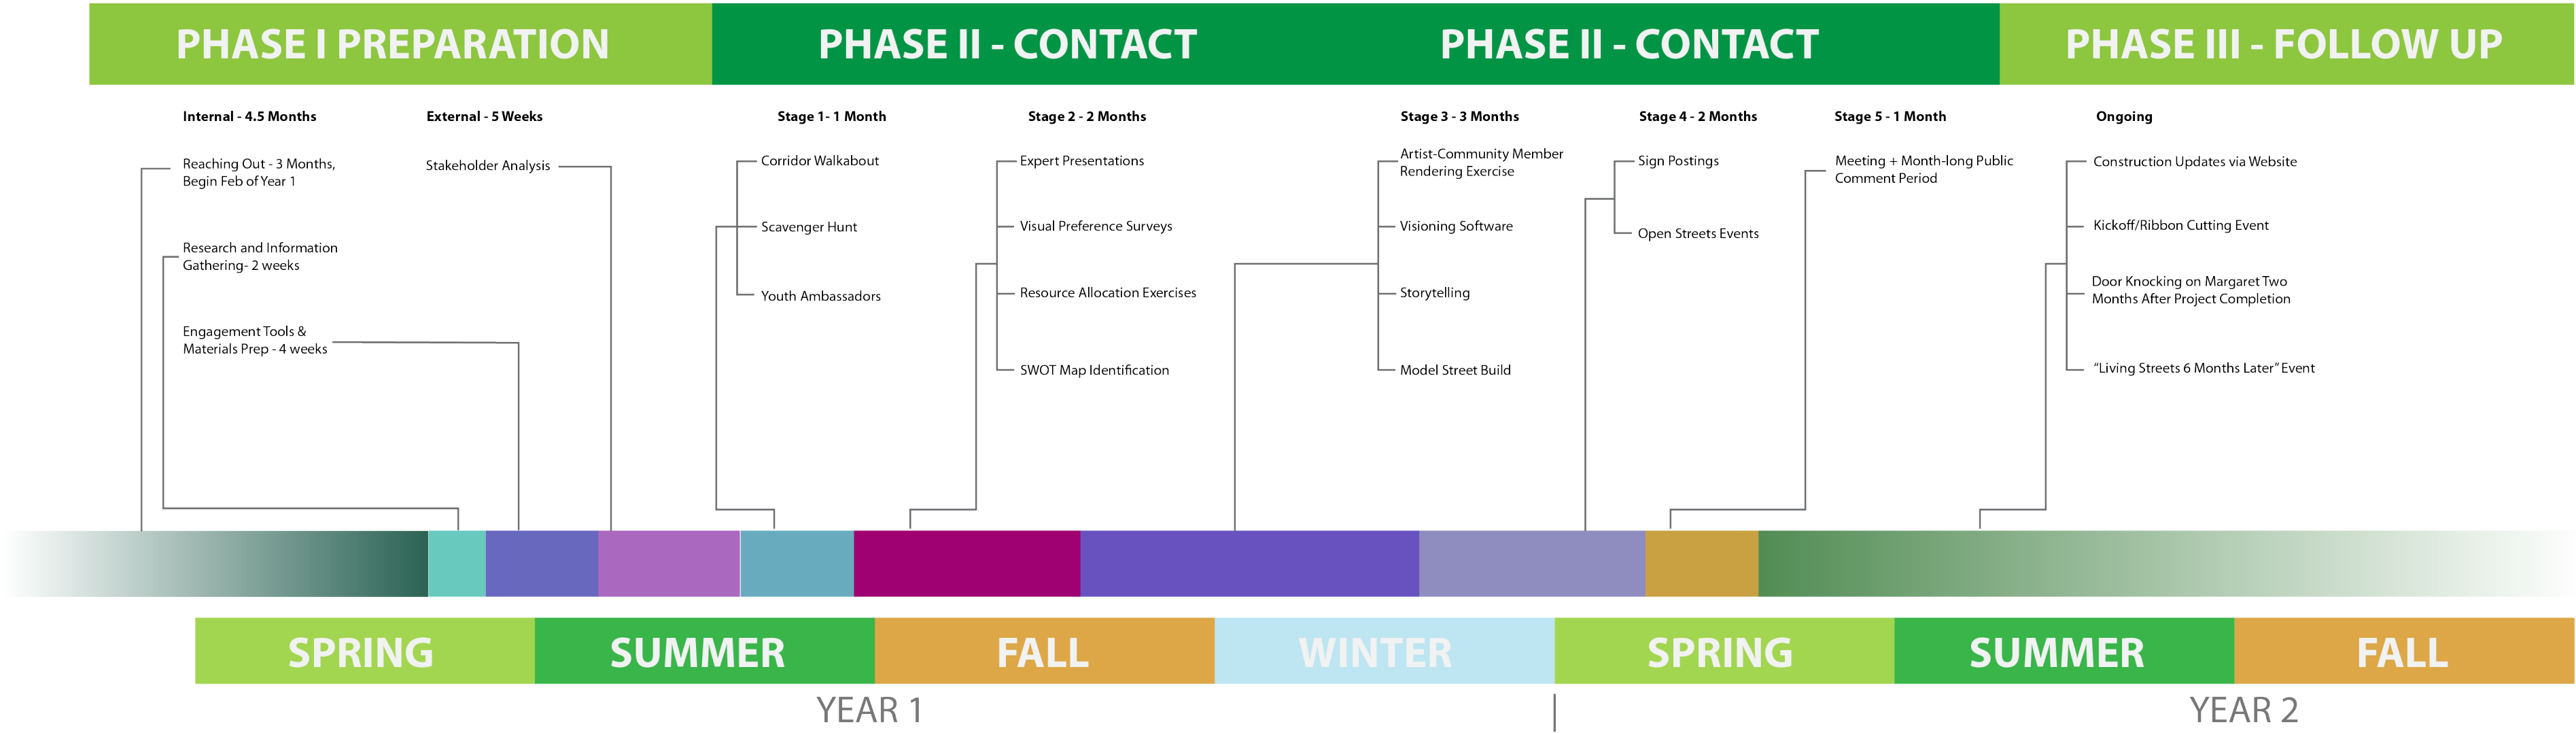 PHASE I PREPARATION
PHASE II - CONTACT
PHASE II - CONTACT
PHASE III - FOLLOW UP
Internal - 4.5 Months
Reaching Out - 3 Months,
Begin Feb of Year 1
Research and Information
Gathering- 2 weeks
Engagement Tools &
Materials Prep - 4 weeks
External - 5 Weeks
Stakeholder Analysis
Stage 1- 1 Month
Corridor Walkabout
Scavenger Hunt
Youth Ambassadors
Stage 2 - 2 Months
Expert Presentations
Visual Preference Surveys
Resource Allocation Exercises
SWOT Map Identification
Stage 3 - 3 Months
Artist-Community Member
Rendering Exercise
Visioning Software
Storytelling
Model Street Build
Stage 4 - 2 Months
Sign Postings
Open Streets Events
Stage 5 - 1 Month
Meeting + Month-long Public
Comment Period
Ongoing
Construction Updates via Website
Kickoff/Ribbon Cutting Event
Door Knocking on Margaret Two
Months After Project Completion
“Living Streets 6 Months Later” Event
SPRING
SUMMER
FALL
WINTER
SPRING
SUMMER
FALL
YEAR 1
YEAR 2